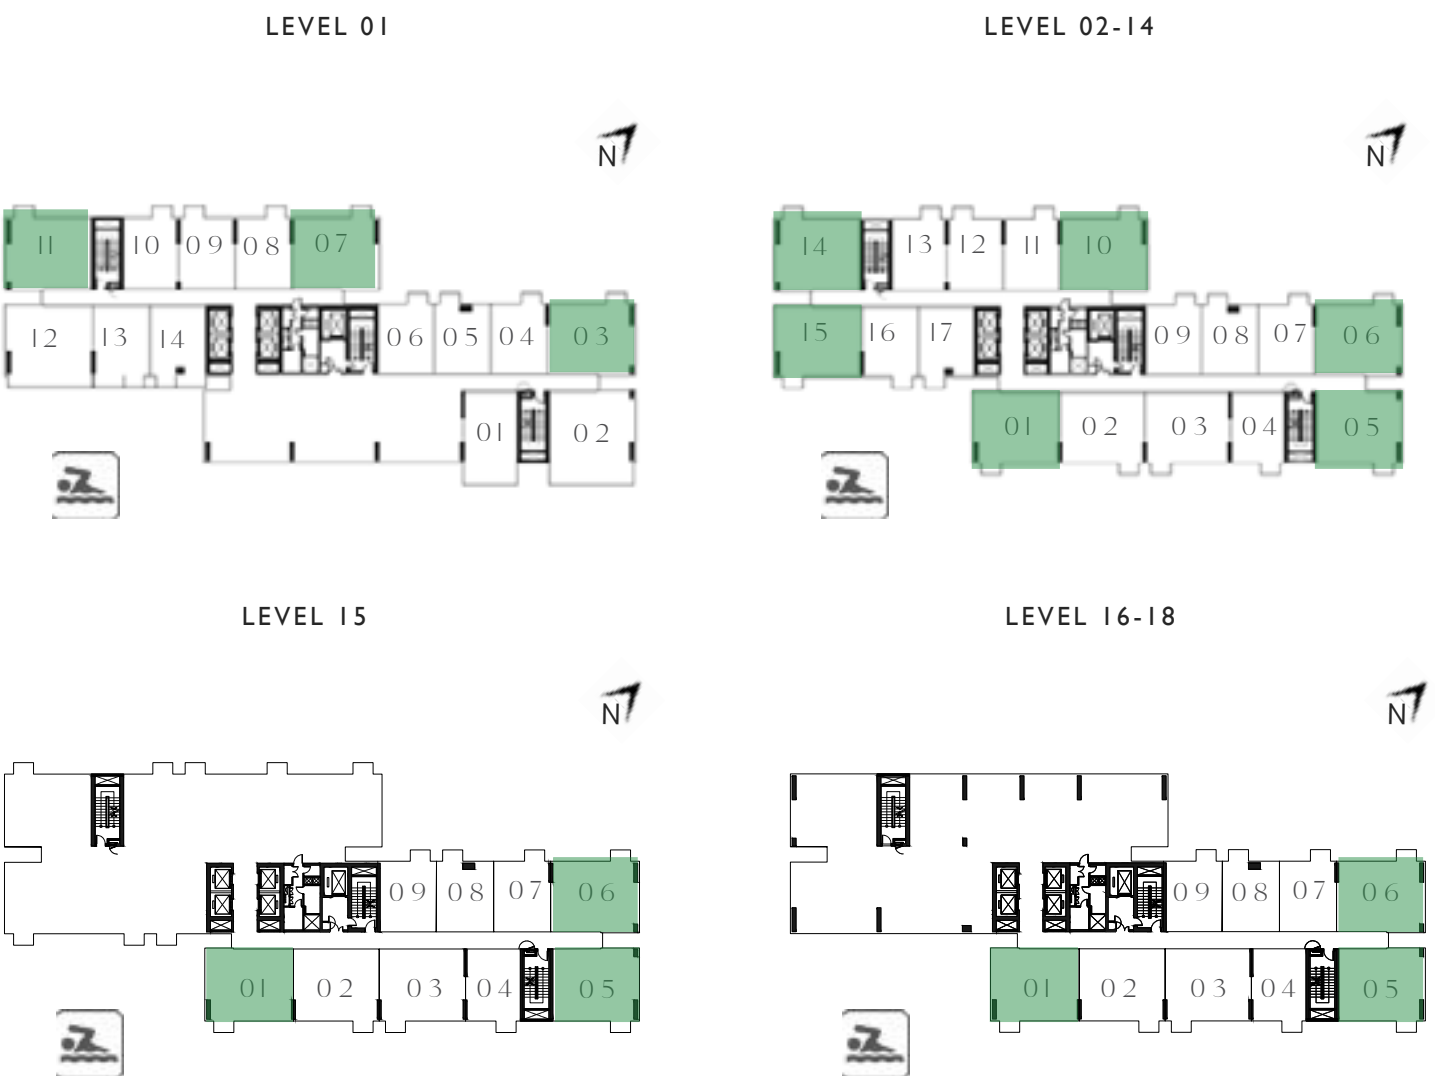 LEVEL 01
LEVEL 02-14
N
N
11 10 09 08 07
14 13 12 11 10
12 13 14 06 05 04 03
15 16 17 09 08 07 06
01 02
01 02 03 04 05
LEVEL 15
LEVEL 16-18
N
N
09 08 07 06
09 08 07 06
01 02 03 04 05
01 02 03 04 05